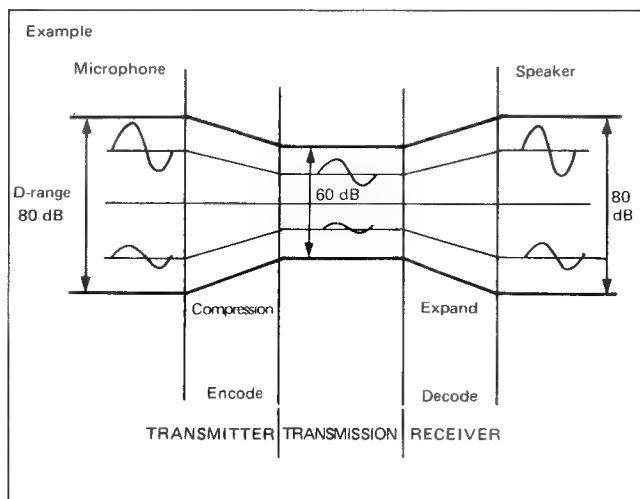 Example
Microphone
Speaker
D-range
80 dB
60 dB
80
dB
Compression
Expand
Encode
Decode
TRANSMITTER
TRANSMISSION
RECEIVER